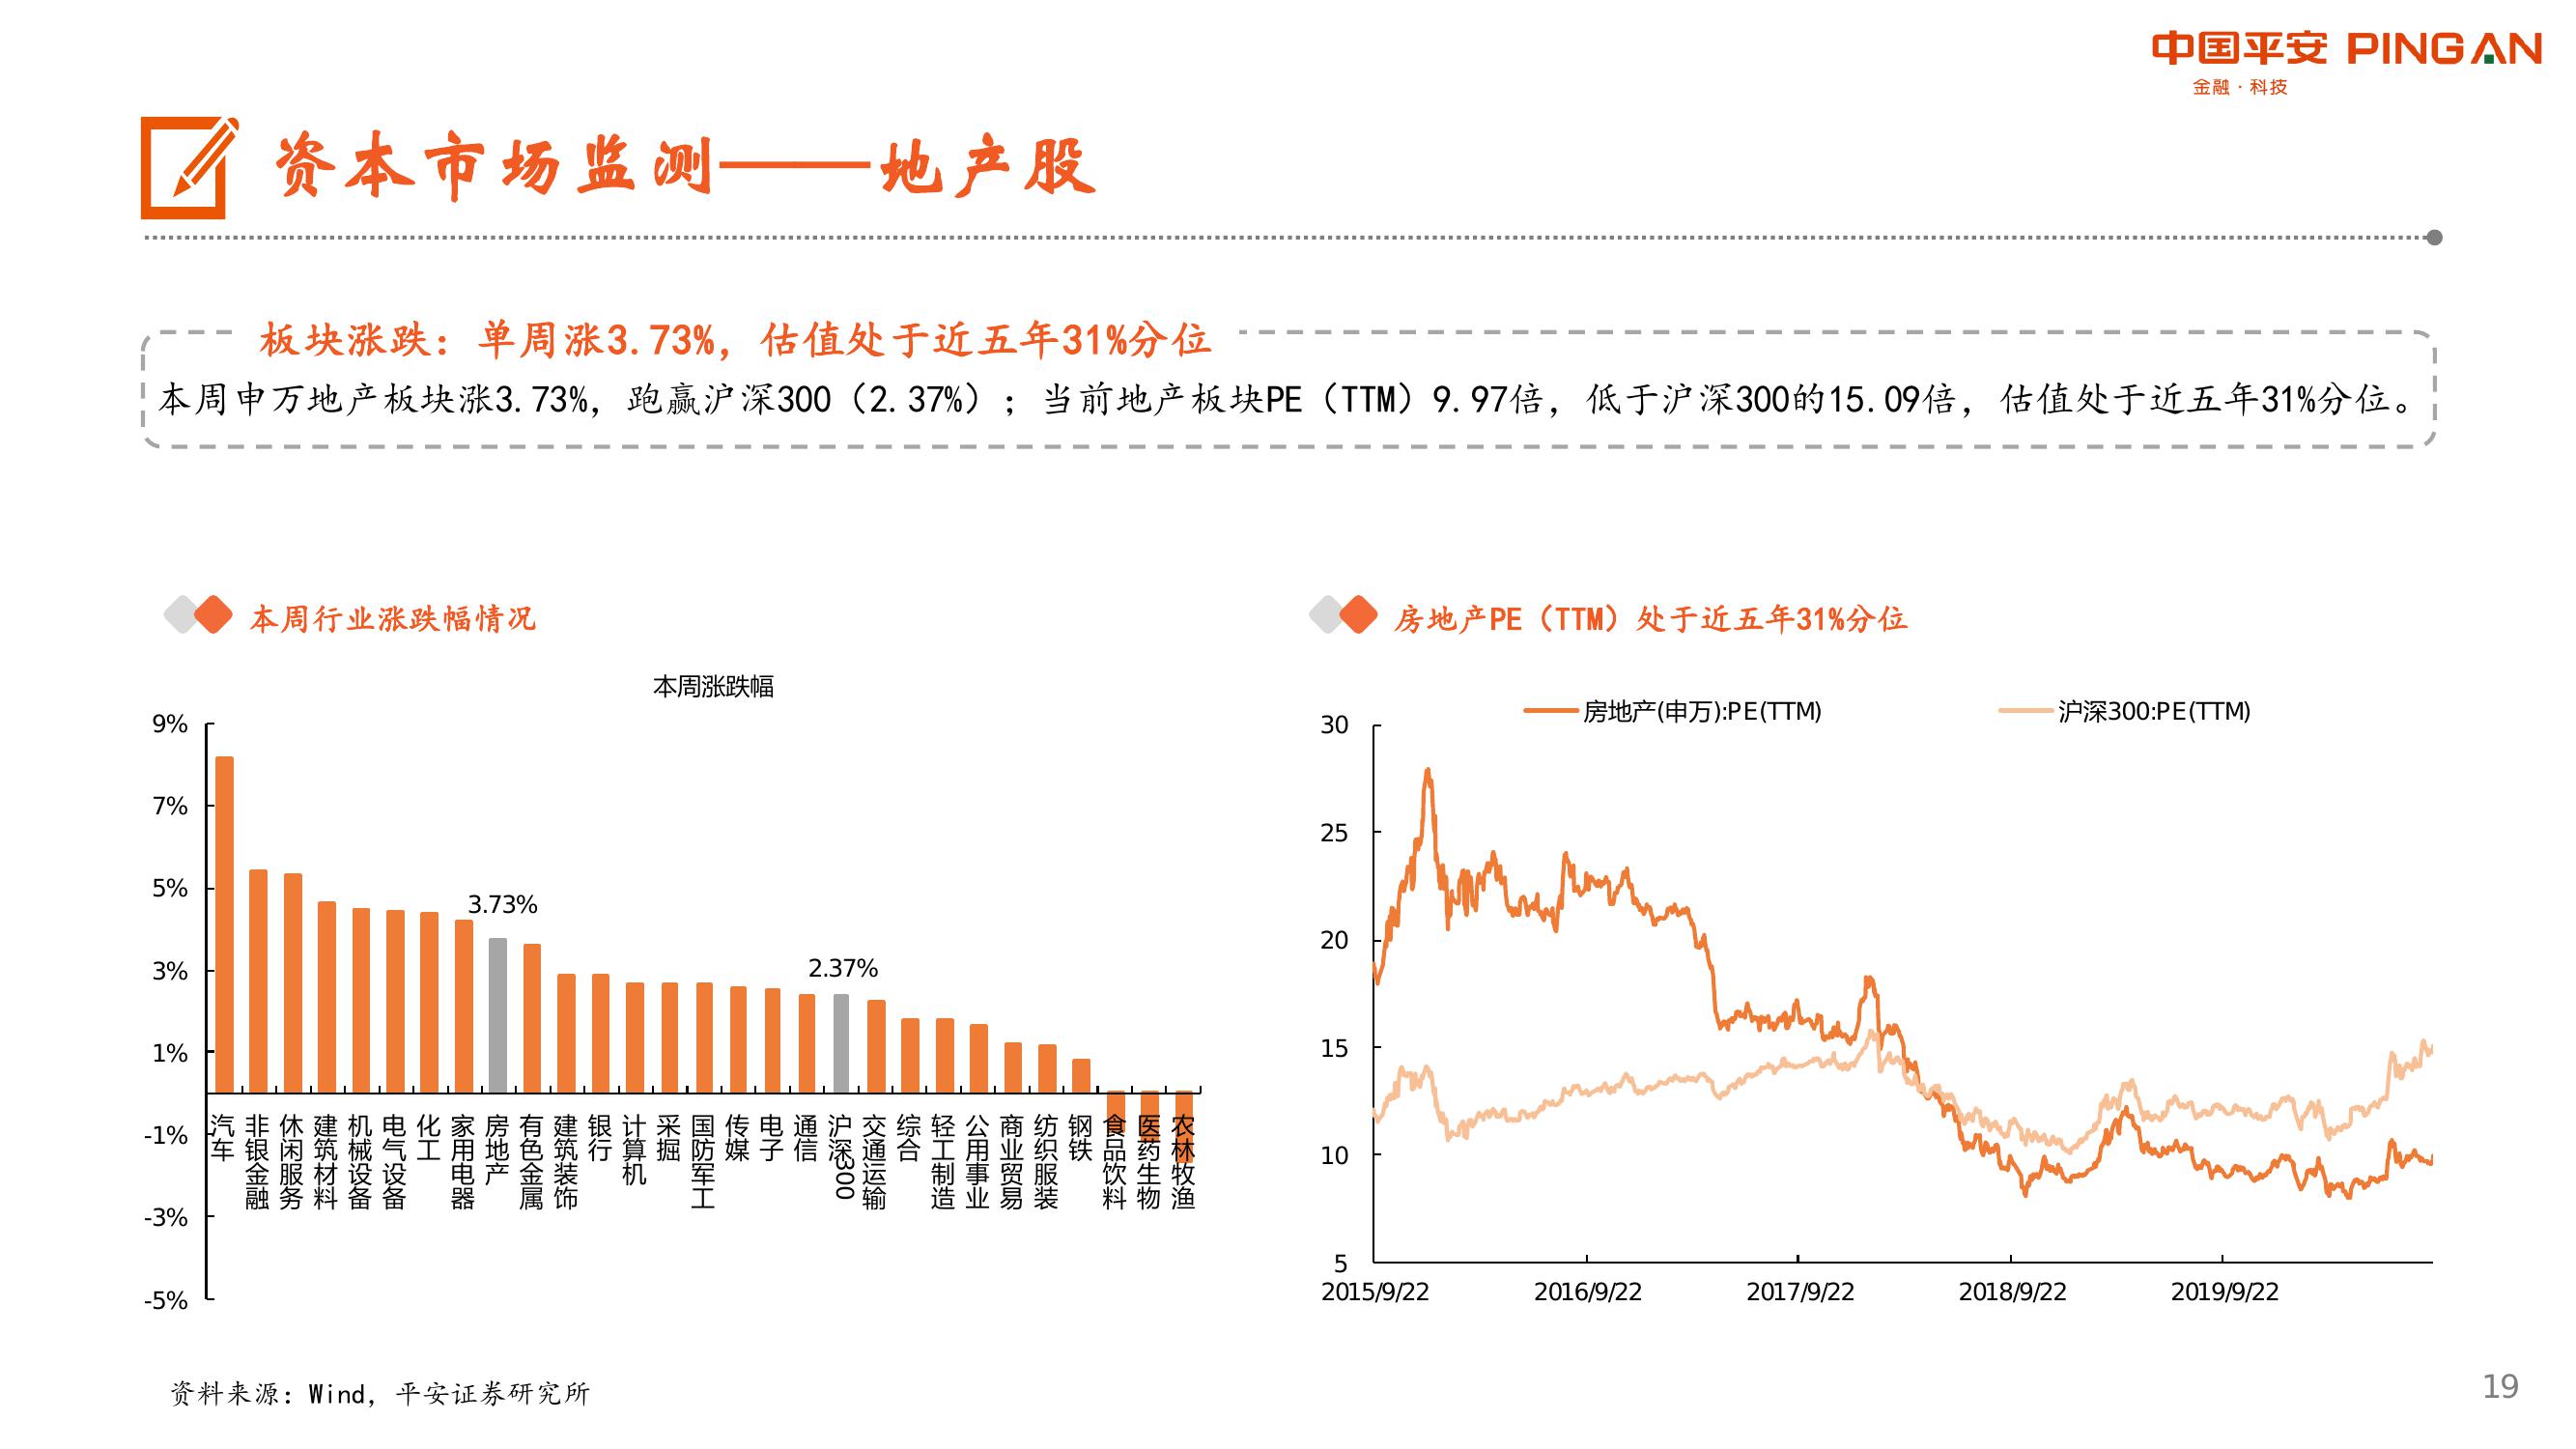 中国平安 PINGAN
金融·科技
资本市场监测——地产股
板块涨跌：单周涨3.73%，估值处于近五年31%分位
本周申万地产板块涨3.73%，跑赢沪深300（2.37%）；当前地产板块PE（TTM）9.97倍，低于沪深300的15.09倍，估值处于近五年31%分位。
本周行业涨跌幅情况
本周涨跌幅
9%
7%
5%
3%
1%
-1%
-3%
-5%
3.73%
2.37%
汽车
非银金融
休闲服务
建筑材料
机械设备
电气设备
化工
家用电器
房地产
有色金属
建筑装饰
银行
计算机
采掘
国防军工
传媒
电子
通信
沪深300
交通运输
综合
轻工制造
公用事业
商业贸易
纺织服装
钢铁
食品饮料
医药生物
农林牧渔
房地产PE（TTM）处于近五年31%分位
房地产(申万):PE(TTM)
沪深300:PE(TTM)
30
25
20
15
10
5
2015/9/22
2016/9/22
2017/9/22
2018/9/22
2019/9/22
资料来源：Wind，平安证券研究所
19